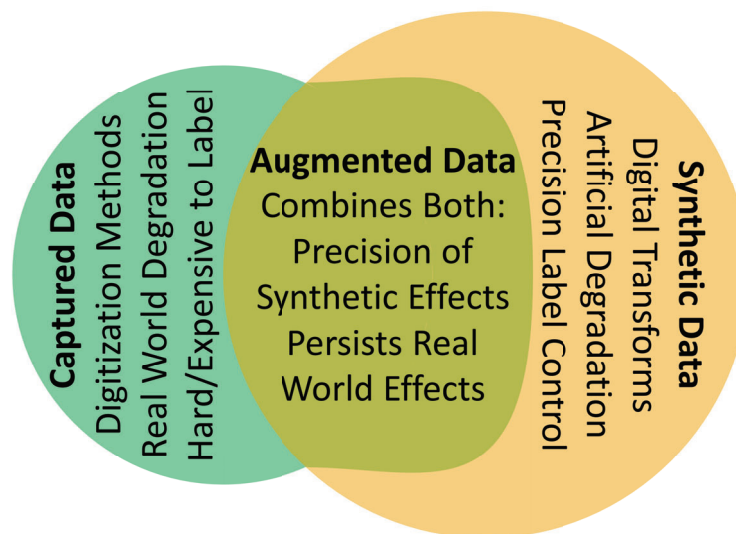 Captured Data
Digitization Methods
Real World Degradation
Hard/Expensive to Label
Augmented Data
Combines Both:
Precision of
Synthetic Effects
Persists Real
World Effects
Synthetic Data
Digital Transforms
Artificial Degradation
Precision Label Control